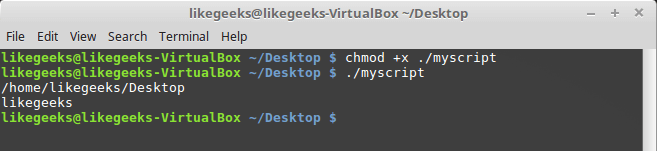 likegeeks@likegeeks-VirtualBox ~/Desktop
File Edit View Search Terminal Help
likegeeks@likegeeks-VirtualBox ~/Desktop $ chmod +x ./myscript
likegeeks@likegeeks-VirtualBox ~/Desktop $ ./myscript
/home/likegeeks/Desktop
likegeeks
likegeeks@likegeeks-VirtualBox ~/Desktop $